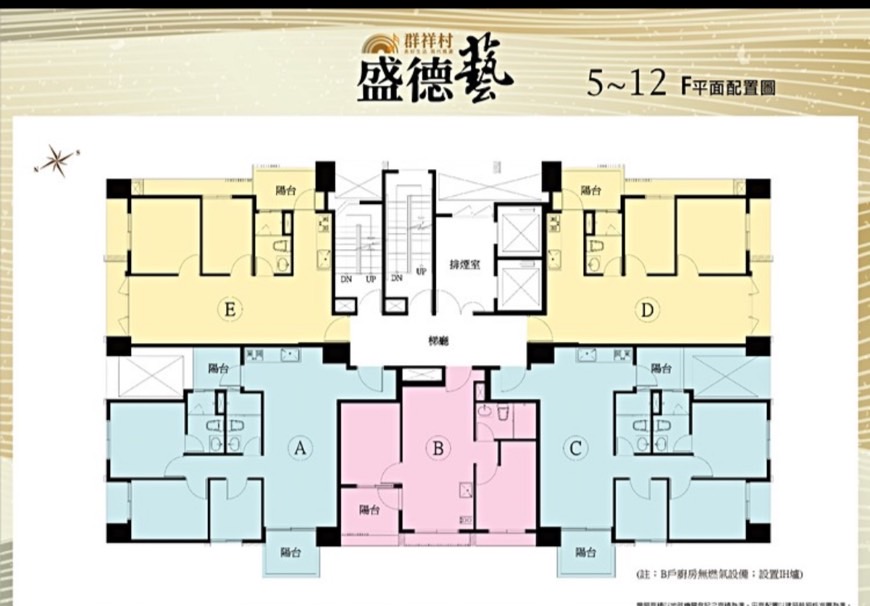 群祥村
盛德藝
5~12 F平面配置圖
陽台
陽台
DN
UP
DN
UP
排煙室
E
D
梯廳
陽台
陽台
A
B
C
陽台
陽台
陽台
(註：B戶廚房無燃氣設備；設置IH爐)